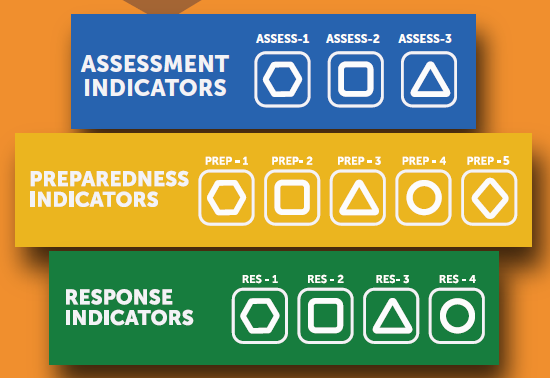 ASSESS-1 ASSESS-2 ASSESS-3
ASSESSMENT
INDICATORS
PREP - 1 PREP- 2 PREP - 3 PREP - 4 PREP - 5
PREPAREDNESS
INDICATORS
RES - 1 RES - 2 RES- 3 RES - 4
RESPONSE
INDICATORS